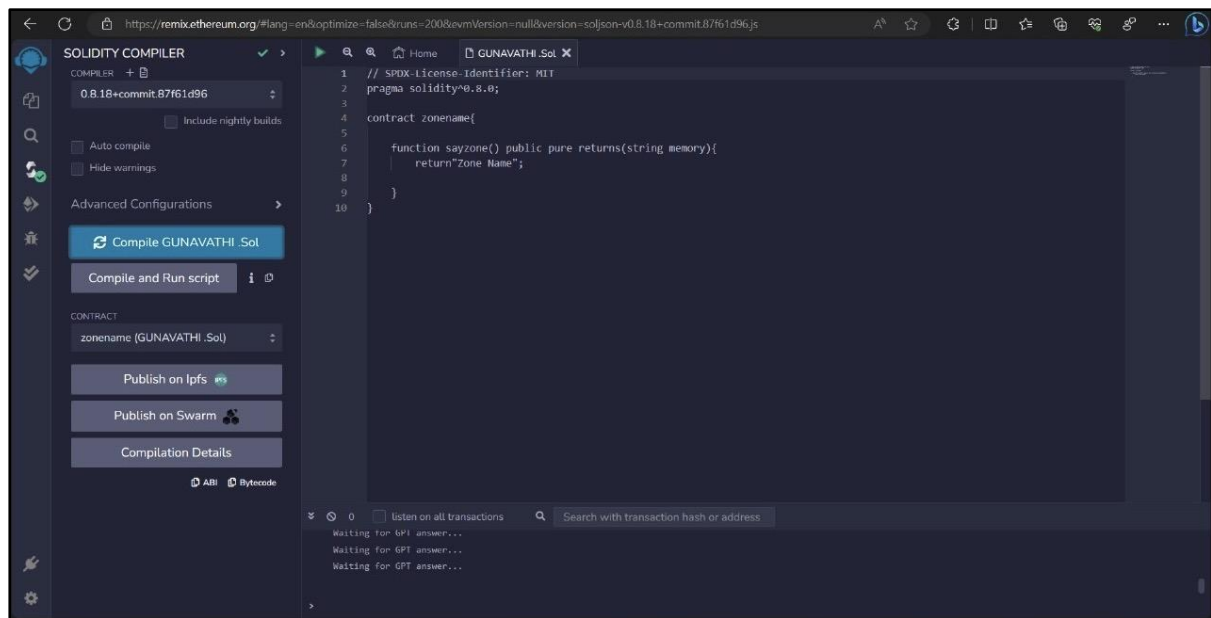 https://remix.ethereum.org/#lang=en&optimize=false&runs=200&evmVersion=null&version=soljson-v0.8.18+commit.87f61d96.js
SOLIDITY COMPILER
COMPILER
0.8.18+commit.87f61d96
Include nightly builds
Auto compile
Hide warnings
Advanced Configurations
Compile GUNAVATHI .Sol
Compile and Run script
CONTRACT
zonename (GUNAVATHI .Sol)
Publish on Ipfs
Publish on Swarm
Compilation Details
ABI Bytecode
Home GUNAVATHI .Sol
1 // SPDX-License-Identifier: MIT
2 pragma solidity^0.8.0;
3
4 contract zonename{
5
6 function sayzone() public pure returns(string memory){
7 return"Zone Name";
8
9 }
10 }
0 listen on all transactions Search with transaction hash or address
Waiting for GPT answer...
Waiting for GPT answer...
Waiting for GPT answer...
>